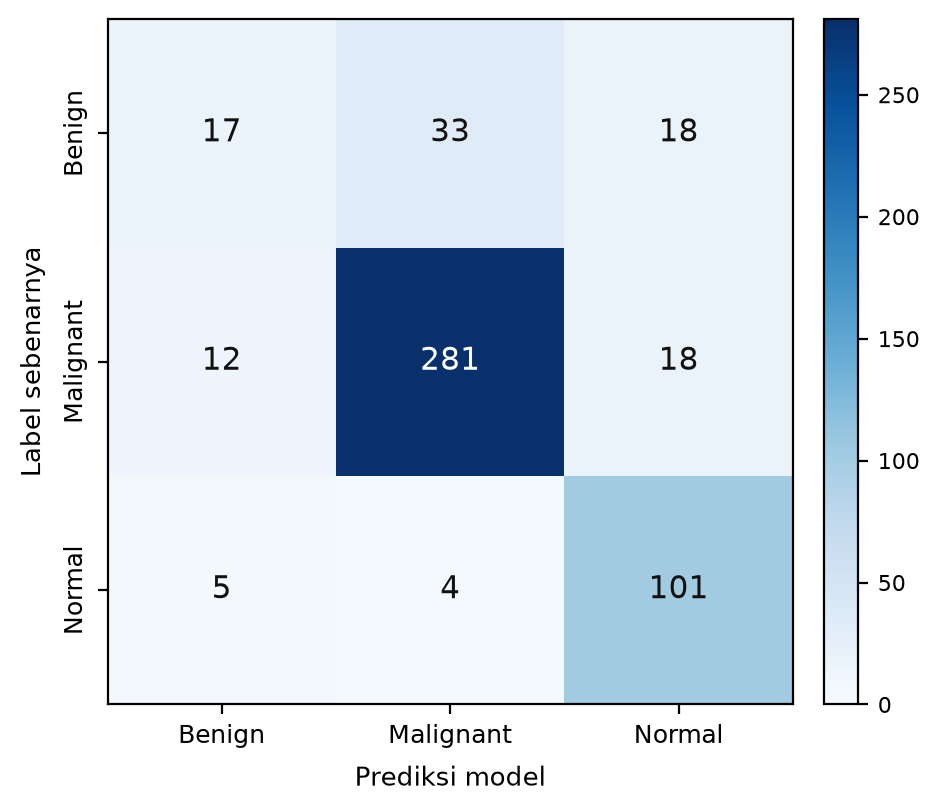 Label sebenarnya
Benign
17 33 18
Malignant
12 281 18
Normal
5 4 101
Benign Malignant Normal
Prediksi model
250
200
150
100
50
0